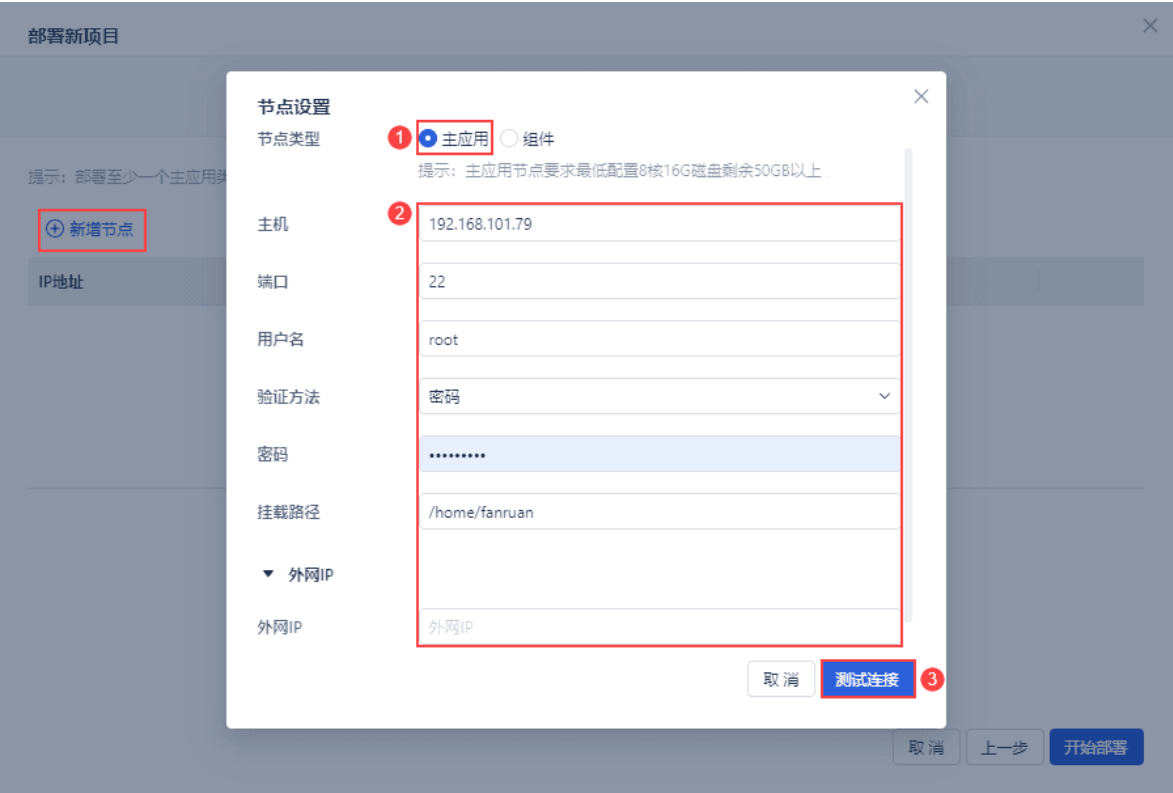 部署新项目
节点设置
节点类型
1
主应用
组件
提示：主应用节点要求最低配置8核16G磁盘剩余50GB以上
提示：部署至少一个主应用类
新增节点
IP地址
2
主机
192.168.101.79
端口
22
用户名
root
验证方法
密码
密码
•••••••••
挂载路径
/home/fanruan
外网IP
外网IP
外网IP
取消
测试连接
3
取消
上一步
开始部署